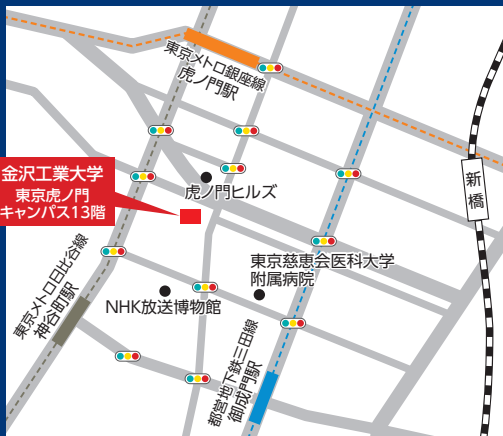 東京メトロ銀座線
虎ノ門駅
金沢工業大学
東京虎ノ門
キャンパス13階
虎ノ門ヒルズ
新橋
東京慈恵会医科大学
附属病院
NHK放送博物館
東京メトロ日比谷線
神谷町駅
都営地下鉄三田線
御成門駅